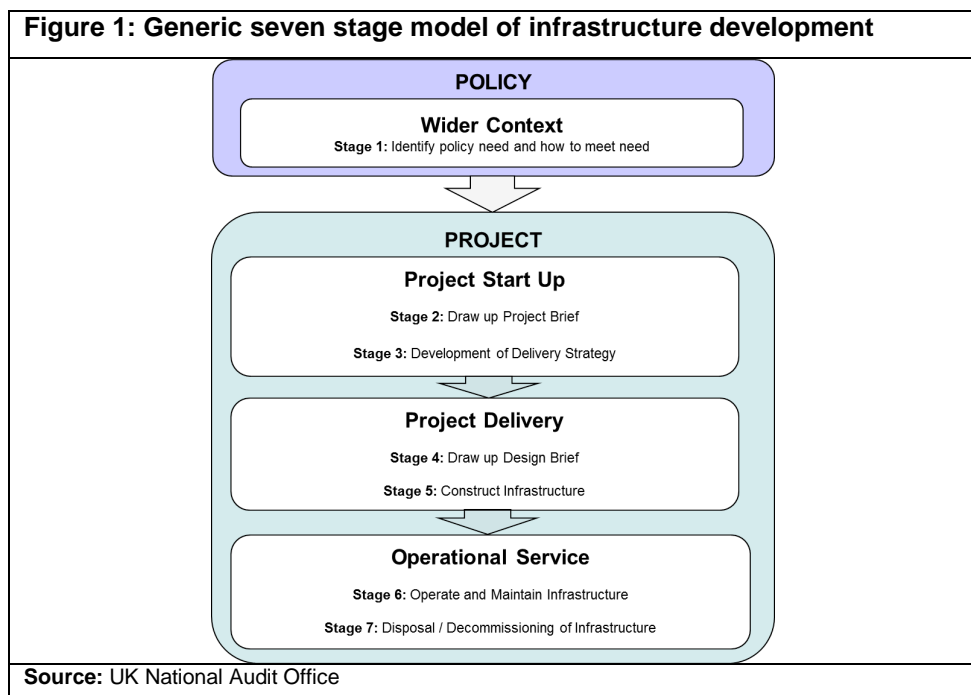 Figure 1: Generic seven stage model of infrastructure development
POLICY
Wider Context
Stage 1: Identify policy need and how to meet need
PROJECT
Project Start Up
Stage 2: Draw up Project Brief
Stage 3: Development of Delivery Strategy
Project Delivery
Stage 4: Draw up Design Brief
Stage 5: Construct Infrastructure
Operational Service
Stage 6: Operate and Maintain Infrastructure
Stage 7: Disposal / Decommissioning of Infrastructure
Source: UK National Audit Office